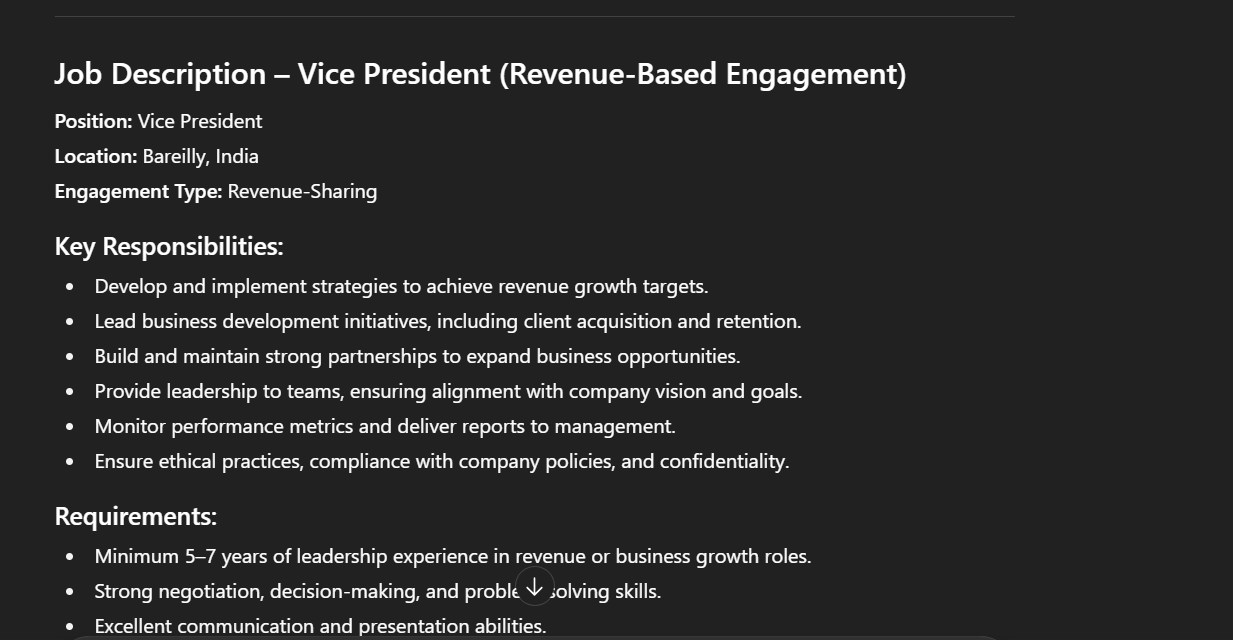 Job Description – Vice President (Revenue-Based Engagement)
Position: Vice President
Location: Bareilly, India
Engagement Type: Revenue-Sharing
Key Responsibilities:
• Develop and implement strategies to achieve revenue growth targets.
• Lead business development initiatives, including client acquisition and retention.
• Build and maintain strong partnerships to expand business opportunities.
• Provide leadership to teams, ensuring alignment with company vision and goals.
• Monitor performance metrics and deliver reports to management.
• Ensure ethical practices, compliance with company policies, and confidentiality.
Requirements:
• Minimum 5–7 years of leadership experience in revenue or business growth roles.
• Strong negotiation, decision-making, and skills.
• Excellent communication and presentation abilities.